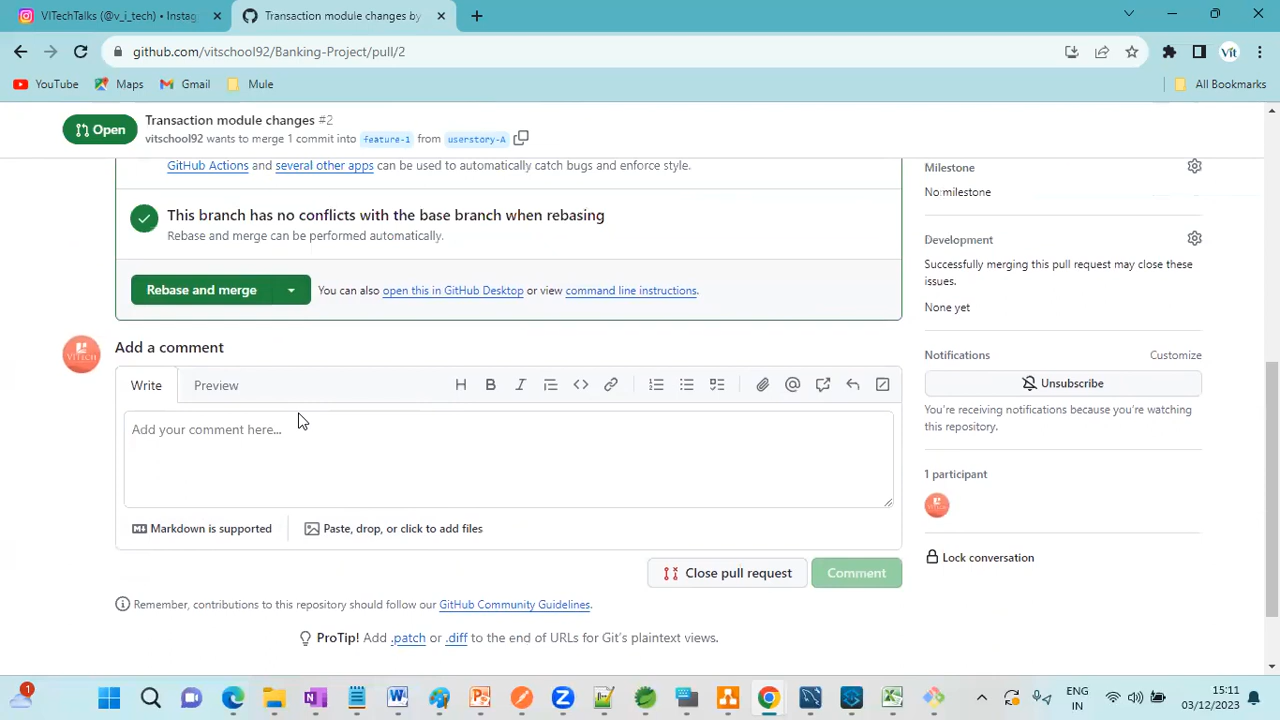 VITechTalks (@v_i_tech) • Instag
Transaction module changes by
github.com/vitschool92/Banking-Project/pull/2
Vit
YouTube
Maps
Gmail
Mule
All Bookmarks
Open
Transaction module changes #2
vitschool92 wants to merge 1 commit into feature-1 from userstory-A
GitHub Actions and several other apps can be used to automatically catch bugs and enforce style.
This branch has no conflicts with the base branch when rebasing
Rebase and merge can be performed automatically.
Rebase and merge
You can also open this in GitHub Desktop or view command line instructions.
VITECH
Add a comment
Write
Preview
Add your comment here...
Markdown is supported
Paste, drop, or click to add files
Close pull request
Comment
Remember, contributions to this repository should follow our GitHub Community Guidelines.
ProTip! Add .patch or .diff to the end of URLs for Git's plaintext views.
Milestone
No milestone
Development
Successfully merging this pull request may close these
issues.
None yet
Notifications
Customize
Unsubscribe
You're receiving notifications because you're watching
this repository.
1 participant
Lock conversation
1
ENG
IN
15:11
03/12/2023